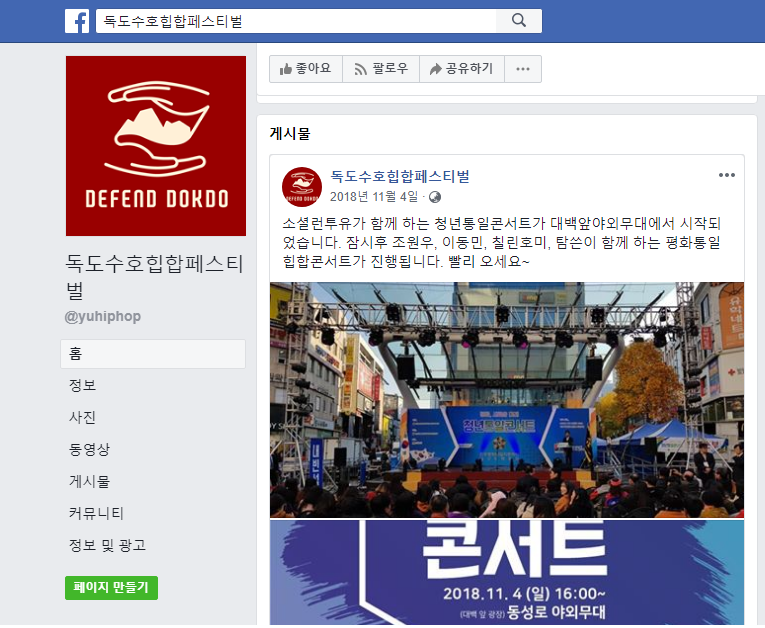 독도수호힙합페스티벌
좋아요 팔로우 공유하기
DEFEND DOKDO
독도수호힙합페스티
벌
@yuhiphop
홈
정보
사진
동영상
게시물
커뮤니티
정보 및 광고
페이지 만들기
게시물
독도수호힙합페스티벌
2018년 11월 4일 ·
소셜런투유가 함께 하는 청년통일콘서트가 대백앞야외무대에서 시작되
었습니다. 잠시후 조원우, 이동민, 칠린호미, 탐쓴이 함께 하는 평화통일
힙합콘서트가 진행됩니다. 빨리 오세요~
청년통일콘서트
콘서트
2018.11. 4 (일) 16:00~
(대백 앞 광장) 동성로 야외무대